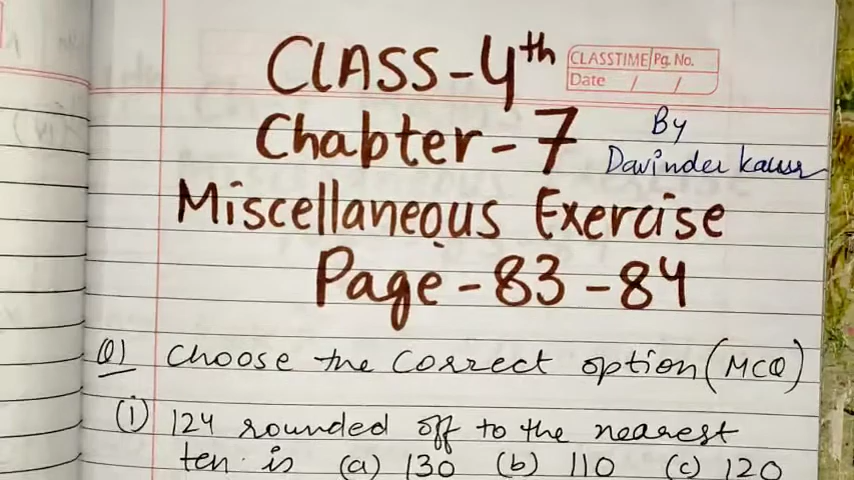 CLASS-4th
CLASSTIME Pg. No.
Date / /
Chapter-7
By
Davinder kaur
Miscellaneous Exercise
Page-83-84
Q1 Choose the Correct option (MCQ)
(i) 124 rounded off to the nearest
ten is (a) 130 (b) 110 (c) 120